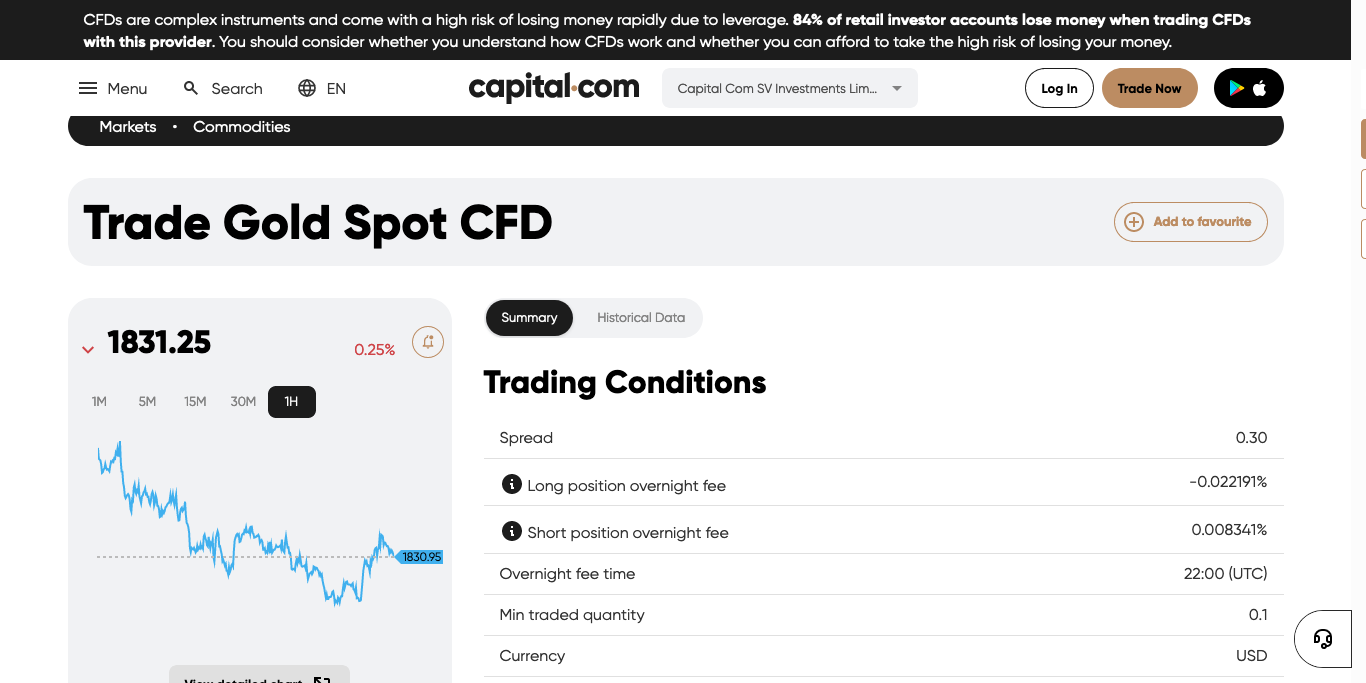 CFDs are complex instruments and come with a high risk of losing money rapidly due to leverage. 84% of retail investor accounts lose money when trading CFDs
with this provider. You should consider whether you understand how CFDs work and whether you can afford to take the high risk of losing your money.
Menu Search EN capital.com Capital Com SV Investments Lim... Log In Trade Now
Markets • Commodities
Trade Gold Spot CFD
Add to favourite
1831.25
0.25%
1M 5M 15M 30M 1H
1830.95
View detailed chart
Summary Historical Data
Trading Conditions
Spread 0.30
Long position overnight fee -0.022191%
Short position overnight fee 0.008341%
Overnight fee time 22:00 (UTC)
Min traded quantity 0.1
Currency USD